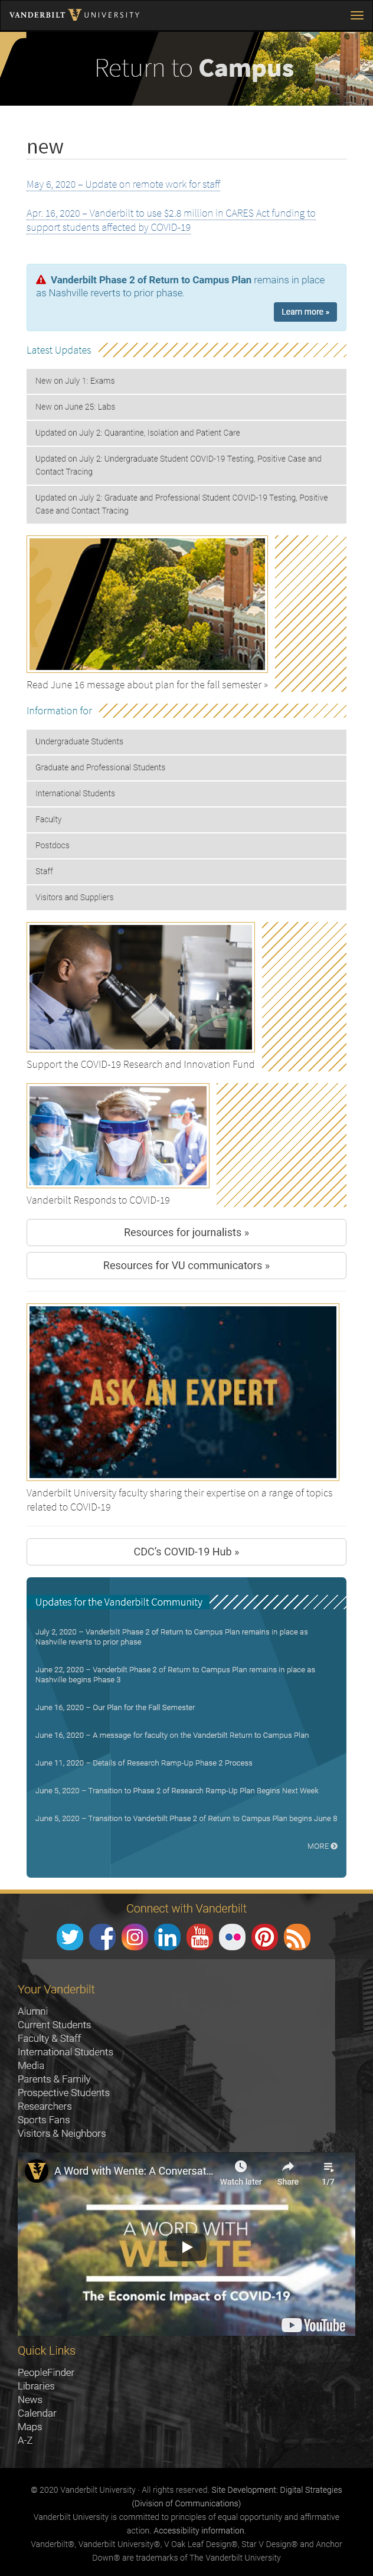 VANDERBILT V UNIVERSITY
Return to Campus
new
May 6, 2020 – Update on remote work for staff
Apr. 16, 2020 – Vanderbilt to use $2.8 million in CARES Act funding to
support students affected by COVID-19
Vanderbilt Phase 2 of Return to Campus Plan remains in place
as Nashville reverts to prior phase.
Learn more »
Latest Updates
New on July 1: Exams
New on June 25: Labs
Updated on July 2: Quarantine, Isolation and Patient Care
Updated on July 2: Undergraduate Student COVID-19 Testing, Positive Case and
Contact Tracing
Updated on July 2: Graduate and Professional Student COVID-19 Testing, Positive
Case and Contact Tracing
Read June 16 message about plan for the fall semester »
Information for
Undergraduate Students
Graduate and Professional Students
International Students
Faculty
Postdocs
Staff
Visitors and Suppliers
Support the COVID-19 Research and Innovation Fund
Vanderbilt Responds to COVID-19
Resources for journalists »
Resources for VU communicators »
ASK AN EXPERT
Vanderbilt University faculty sharing their expertise on a range of topics
related to COVID-19
CDC's COVID-19 Hub »
Updates for the Vanderbilt Community
July 2, 2020 – Vanderbilt Phase 2 of Return to Campus Plan remains in place as
Nashville reverts to prior phase
June 22, 2020 – Vanderbilt Phase 2 of Return to Campus Plan remains in place as
Nashville begins Phase 3
June 16, 2020 – Our Plan for the Fall Semester
June 16, 2020 – A message for faculty on the Vanderbilt Return to Campus Plan
June 11, 2020 – Details of Research Ramp-Up Phase 2 Process
June 5, 2020 – Transition to Phase 2 of Research Ramp-Up Plan Begins Next Week
June 5, 2020 – Transition to Vanderbilt Phase 2 of Return to Campus Plan begins June 8
MORE
Connect with Vanderbilt
You Tube
Your Vanderbilt
Alumni
Current Students
Faculty & Staff
International Students
Media
Parents & Family
Prospective Students
Researchers
Sports Fans
Visitors & Neighbors
A Word with Wente: A Conversat...
Watch later
Share
1/7
A WORD WITH
WENTE
The Economic Impact of COVID-19
YouTube
Quick Links
PeopleFinder
Libraries
News
Calendar
Maps
A-Z
© 2020 Vanderbilt University · All rights reserved. Site Development: Digital Strategies
(Division of Communications)
Vanderbilt University is committed to principles of equal opportunity and affirmative
action. Accessibility information.
Vanderbilt®, Vanderbilt University®, V Oak Leaf Design®, Star V Design® and Anchor
Down® are trademarks of The Vanderbilt University